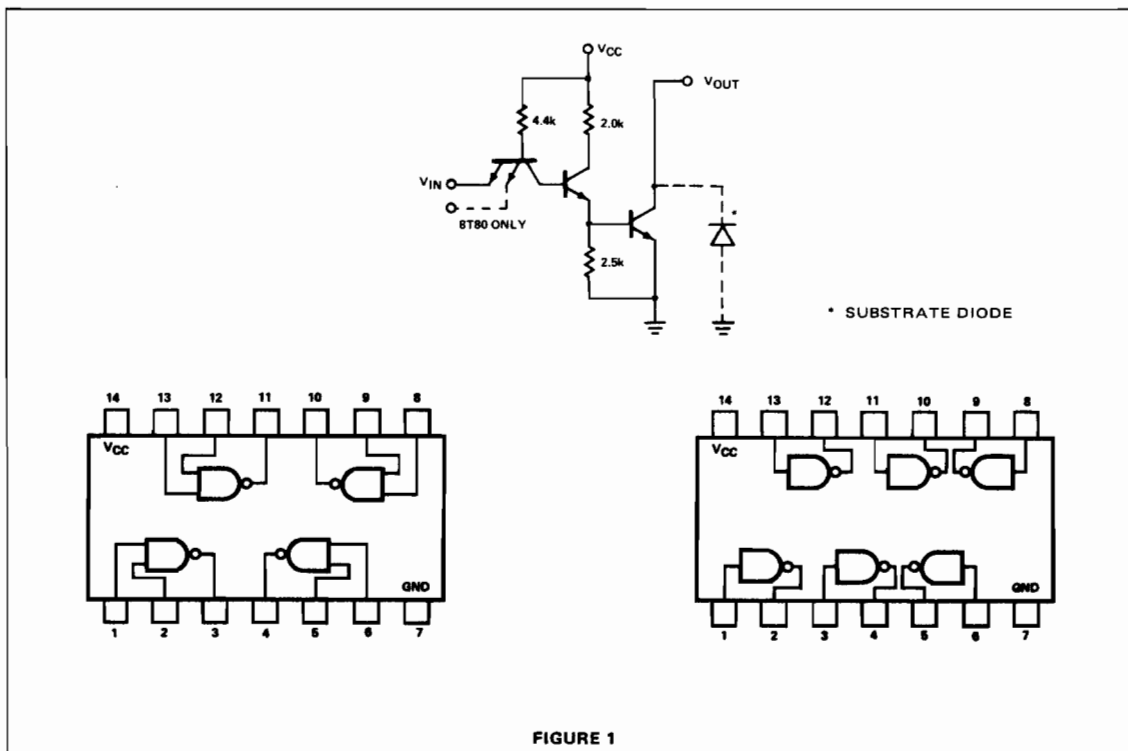 VCC
VOUT
4.4k
2.0k
VIN
8T80 ONLY
2.5k
*
* SUBSTRATE DIODE
14 13 12 11 10 9 8
VCC
GND
1 2 3 4 5 6 7
14 13 12 11 10 9 8
VCC
GND
1 2 3 4 5 6 7
FIGURE 1